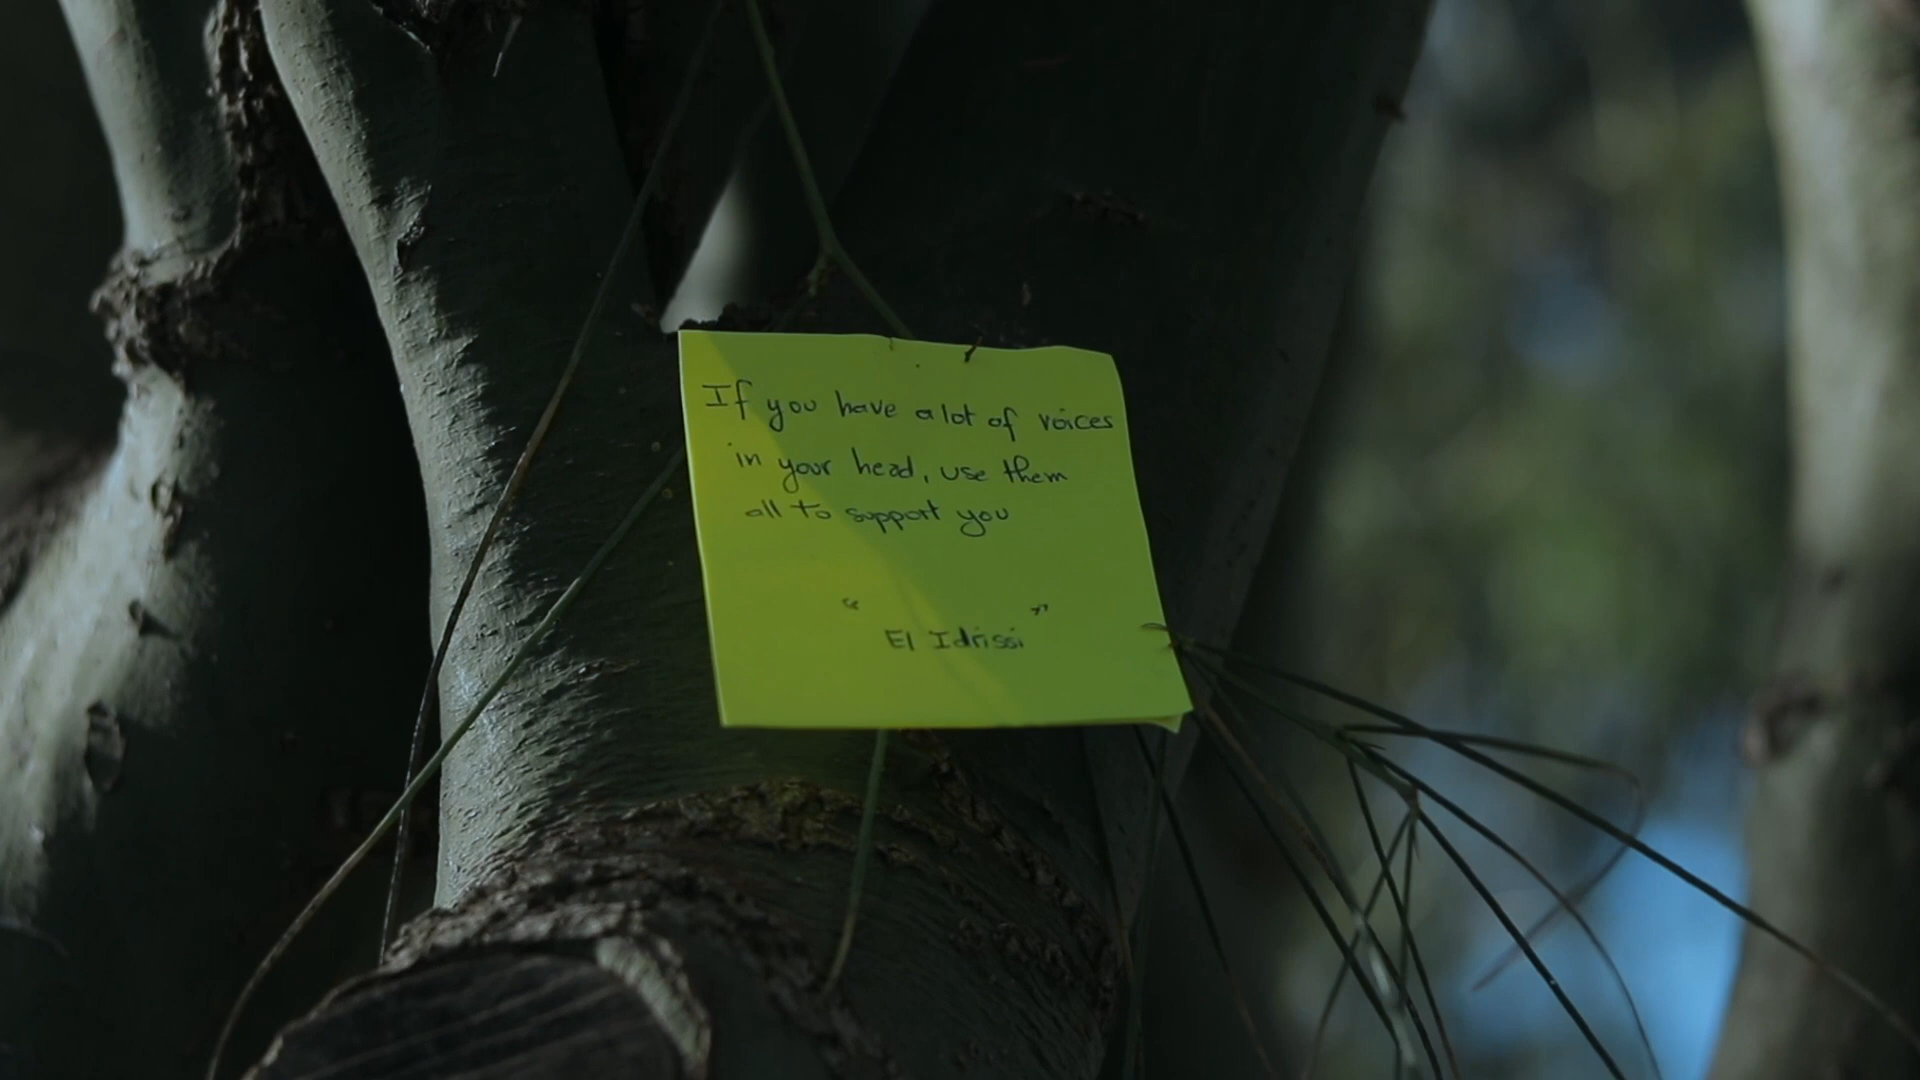 If you have a lot of voices
in your head, use them
all to support you
" "
El Idrissi